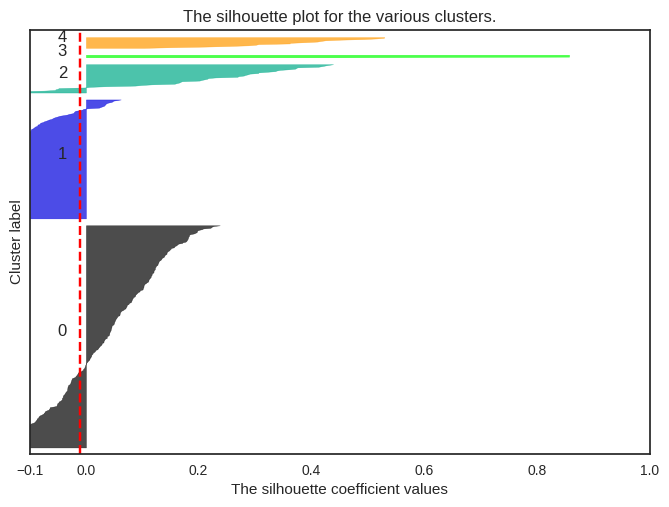 The silhouette plot for the various clusters.
4
3
2
1
0
Cluster label
−0.1 0.0 0.2 0.4 0.6 0.8 1.0
The silhouette coefficient values